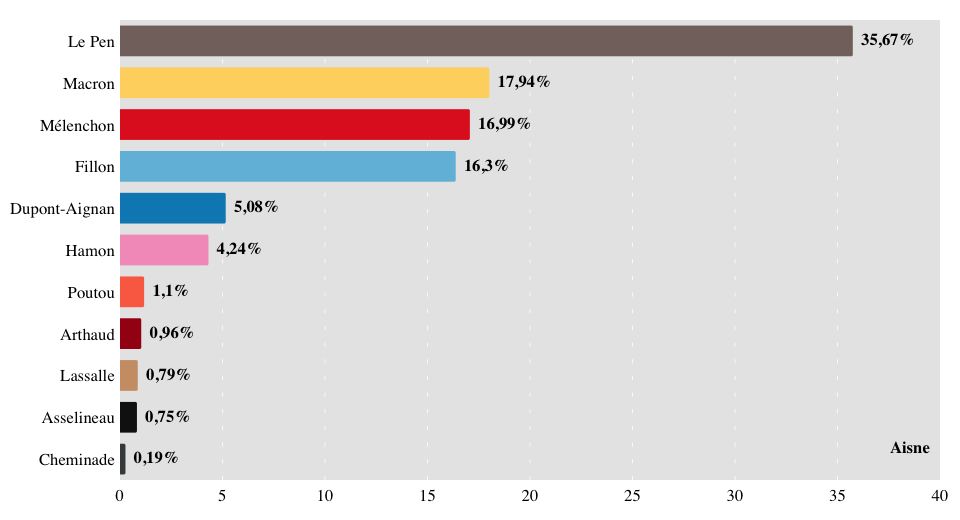 Le Pen 35,67%
Macron 17,94%
Mélenchon 16,99%
Fillon 16,3%
Dupont-Aignan 5,08%
Hamon 4,24%
Poutou 1,1%
Arthaud 0,96%
Lassalle 0,79%
Asselineau 0,75%
Aisne
Cheminade 0,19%
0 5 10 15 20 25 30 35 40